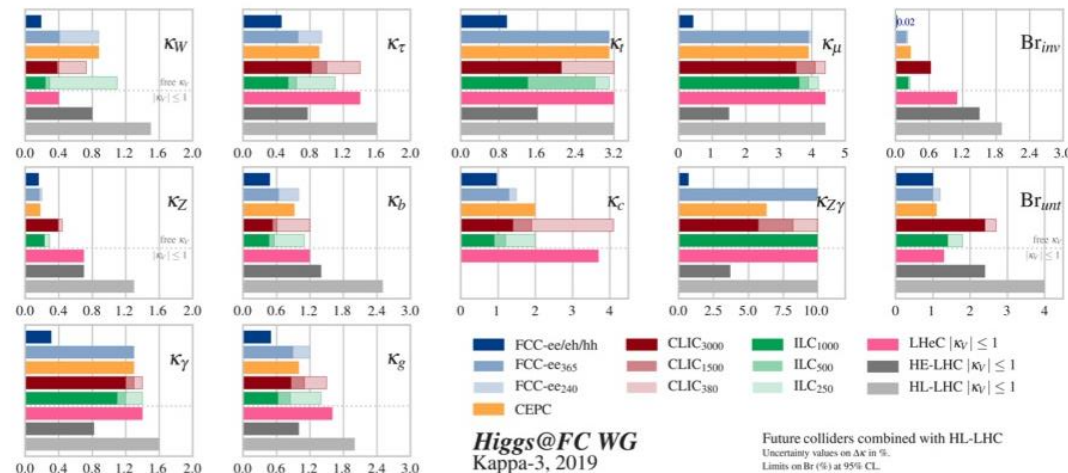 κW
free κV
|κV| ≤ 1
0.0 0.4 0.8 1.2 1.6 2.0
κτ
0.0 0.4 0.8 1.2 1.6 2.0
κt
0.0 0.8 1.6 2.4 3.2
κμ
0 1 2 3 4 5
0.02
Brinv
0.0 0.6 1.2 1.8 2.4 3.0
κZ
free κV
|κV| ≤ 1
0.0 0.4 0.8 1.2 1.6 2.0
κb
0.0 0.6 1.2 1.8 2.4 3.0
κc
0 1 2 3 4
κZγ
0.0 2.5 5.0 7.5 10.0
Brunt
free κV
|κV| ≤ 1
0 1 2 3 4
κγ
0.0 0.4 0.8 1.2 1.6 2.0
κg
0.0 0.6 1.2 1.8 2.4 3.0
FCC-ee/eh/hh
FCC-ee365
FCC-ee240
CEPC
CLIC3000
CLIC1500
CLIC380
ILC1000
ILC500
ILC250
LHeC |κV| ≤ 1
HE-LHC |κV| ≤ 1
HL-LHC |κV| ≤ 1
Higgs@FC WG
Kappa-3, 2019
Future colliders combined with HL-LHC
Uncertainty values on Δκ in %.
Limits on Br (%) at 95% CL.